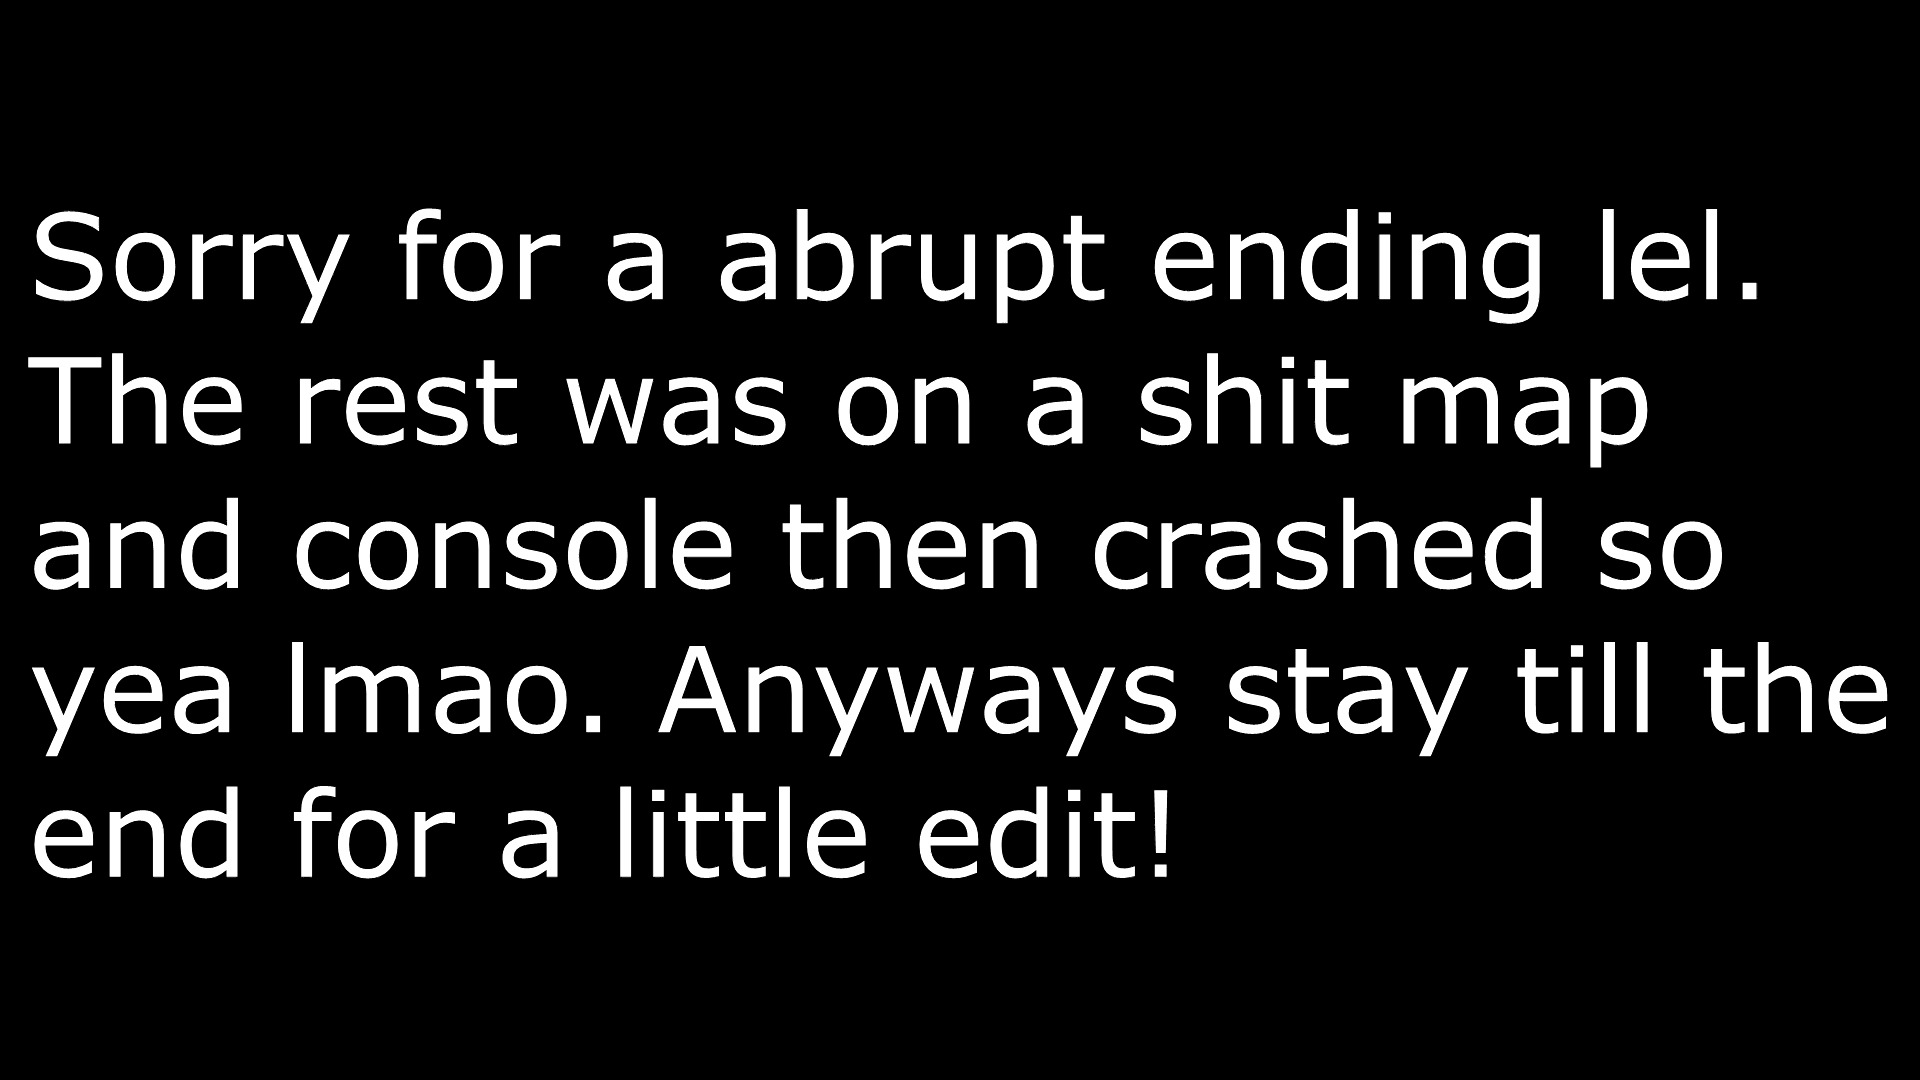 Sorry for a abrupt ending lel.
The rest was on a shit map
and console then crashed so
yea lmao. Anyways stay till the
end for a little edit!